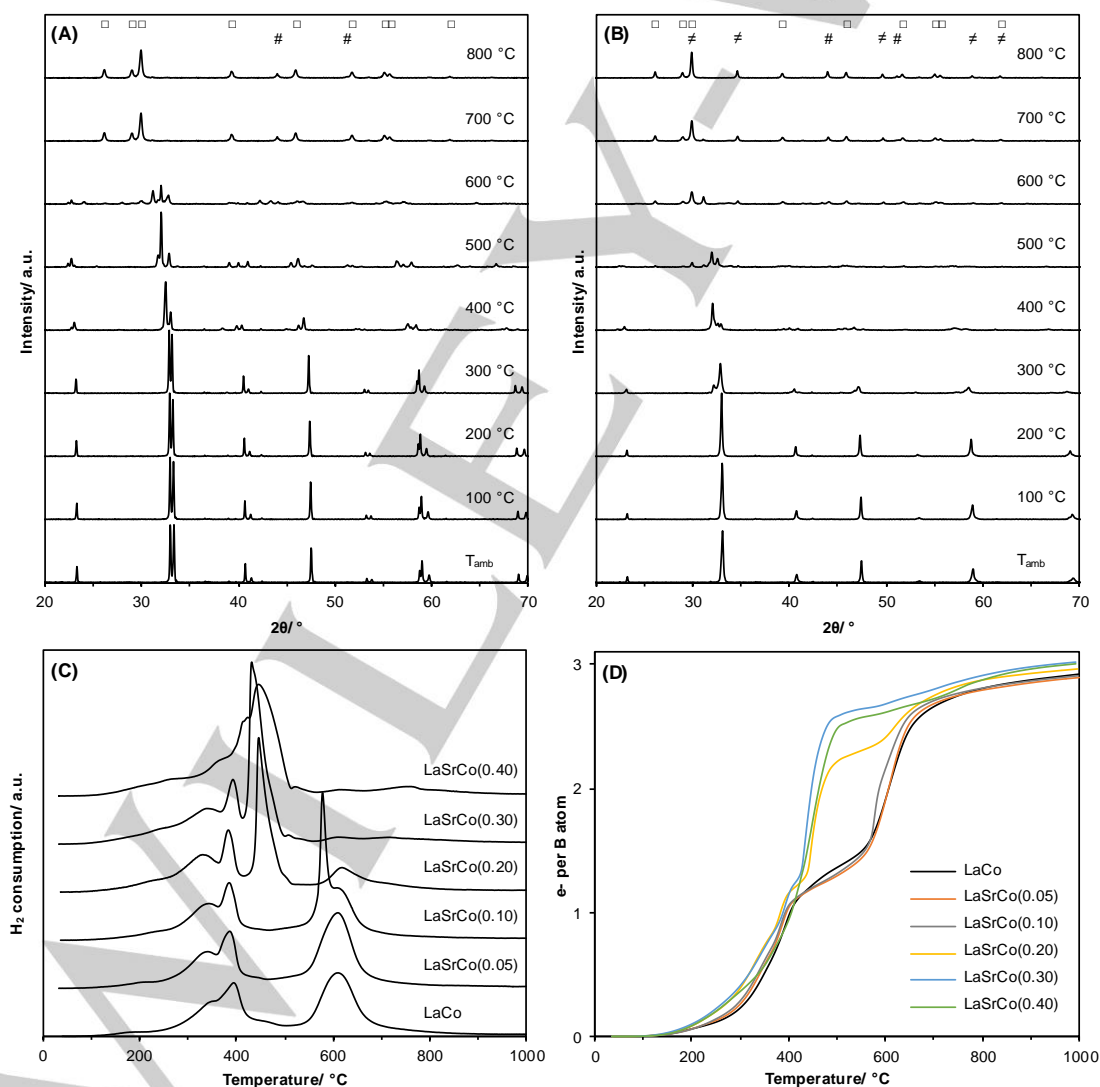 (A)
□ □ □ □ □ □ □ □ □
# #
800 °C
700 °C
600 °C
500 °C
400 °C
300 °C
200 °C
100 °C
Tamb
Intensity/ a.u.
20 30 40 50 60 70
2θ/ °
(B)
□ □ □ □ □ □ □ □ □
≠ ≠ # ≠ # ≠ ≠
800 °C
700 °C
600 °C
500 °C
400 °C
300 °C
200 °C
100 °C
Tamb
Intensity/ a.u.
20 30 40 50 60 70
2θ/ °
(C)
LaSrCo(0.40)
LaSrCo(0.30)
LaSrCo(0.20)
LaSrCo(0.10)
LaSrCo(0.05)
LaCo
H2 consumption/ a.u.
0 200 400 600 800 1000
Temperature/ °C
(D)
3
2
1
0
e- per B atom
LaCo
LaSrCo(0.05)
LaSrCo(0.10)
LaSrCo(0.20)
LaSrCo(0.30)
LaSrCo(0.40)
0 200 400 600 800 1000
Temperature/ °C